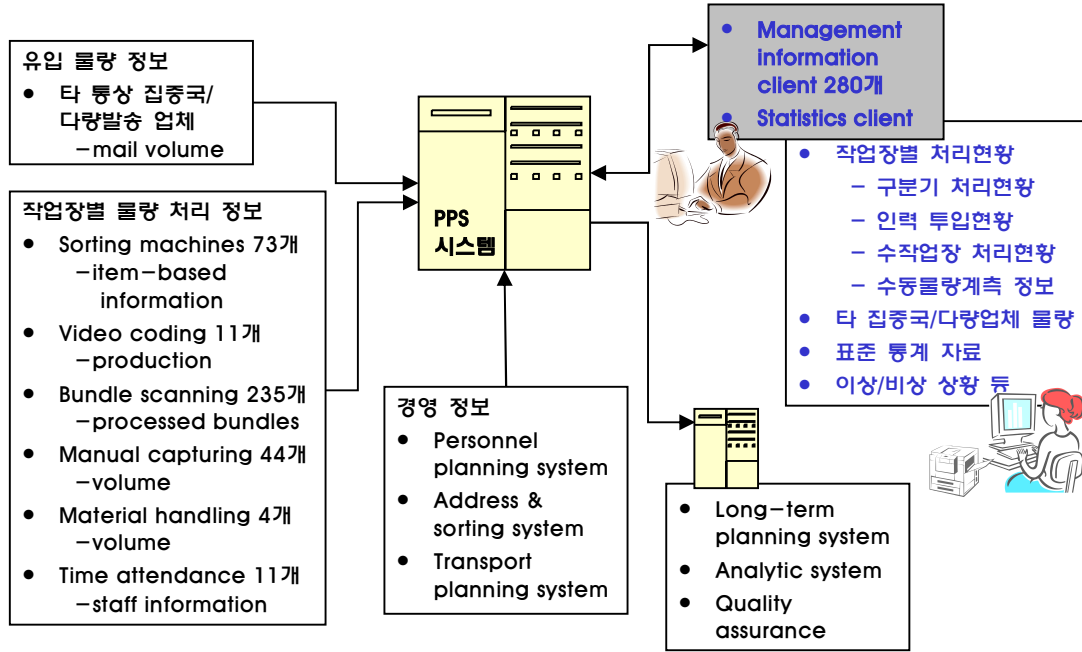 유입 물량 정보
• 타 통상 집중국/
다량발송 업체
-mail volume
작업장별 물량 처리 정보
• Sorting machines 73개
-item-based
information
• Video coding 11개
-production
• Bundle scanning 235개
-processed bundles
• Manual capturing 44개
-volume
• Material handling 4개
-volume
• Time attendance 11개
-staff information
PPS
시스템
경영 정보
• Personnel
planning system
• Address &
sorting system
• Transport
planning system
• Management
information
client 280개
• Statistics client
• 작업장별 처리현황
- 구분기 처리현황
- 인력 투입현황
- 수작업장 처리현황
- 수동물량계측 정보
• 타 집중국/다량업체 물량
• 표준 통계 자료
• 이상/비상 상황 등
• Long-term
planning system
• Analytic system
• Quality
assurance